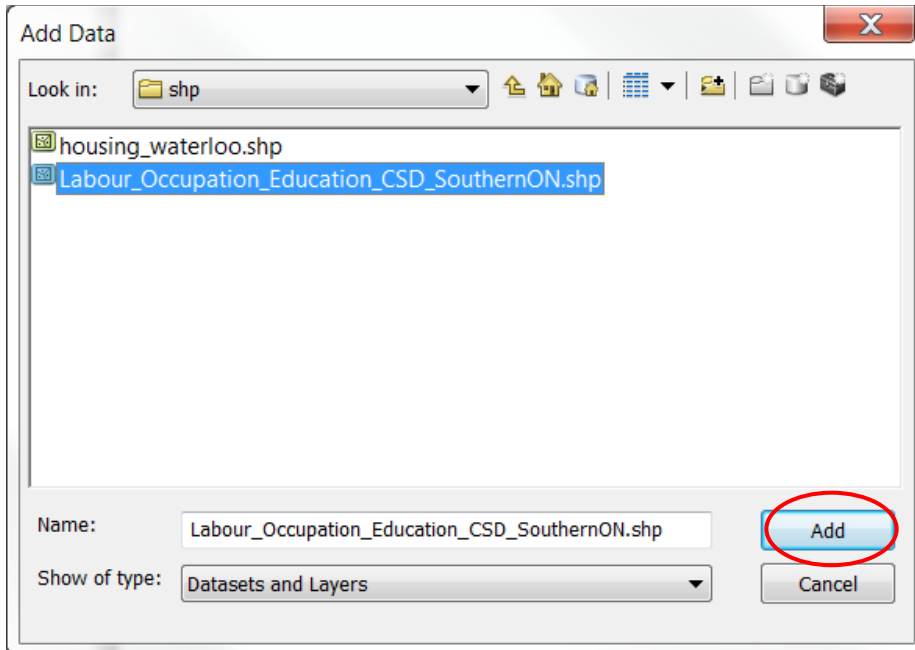 Add Data
Look in: shp
housing_waterloo.shp
Labour_Occupation_Education_CSD_SouthernON.shp
Name: Labour_Occupation_Education_CSD_SouthernON.shp Add
Show of type: Datasets and Layers Cancel